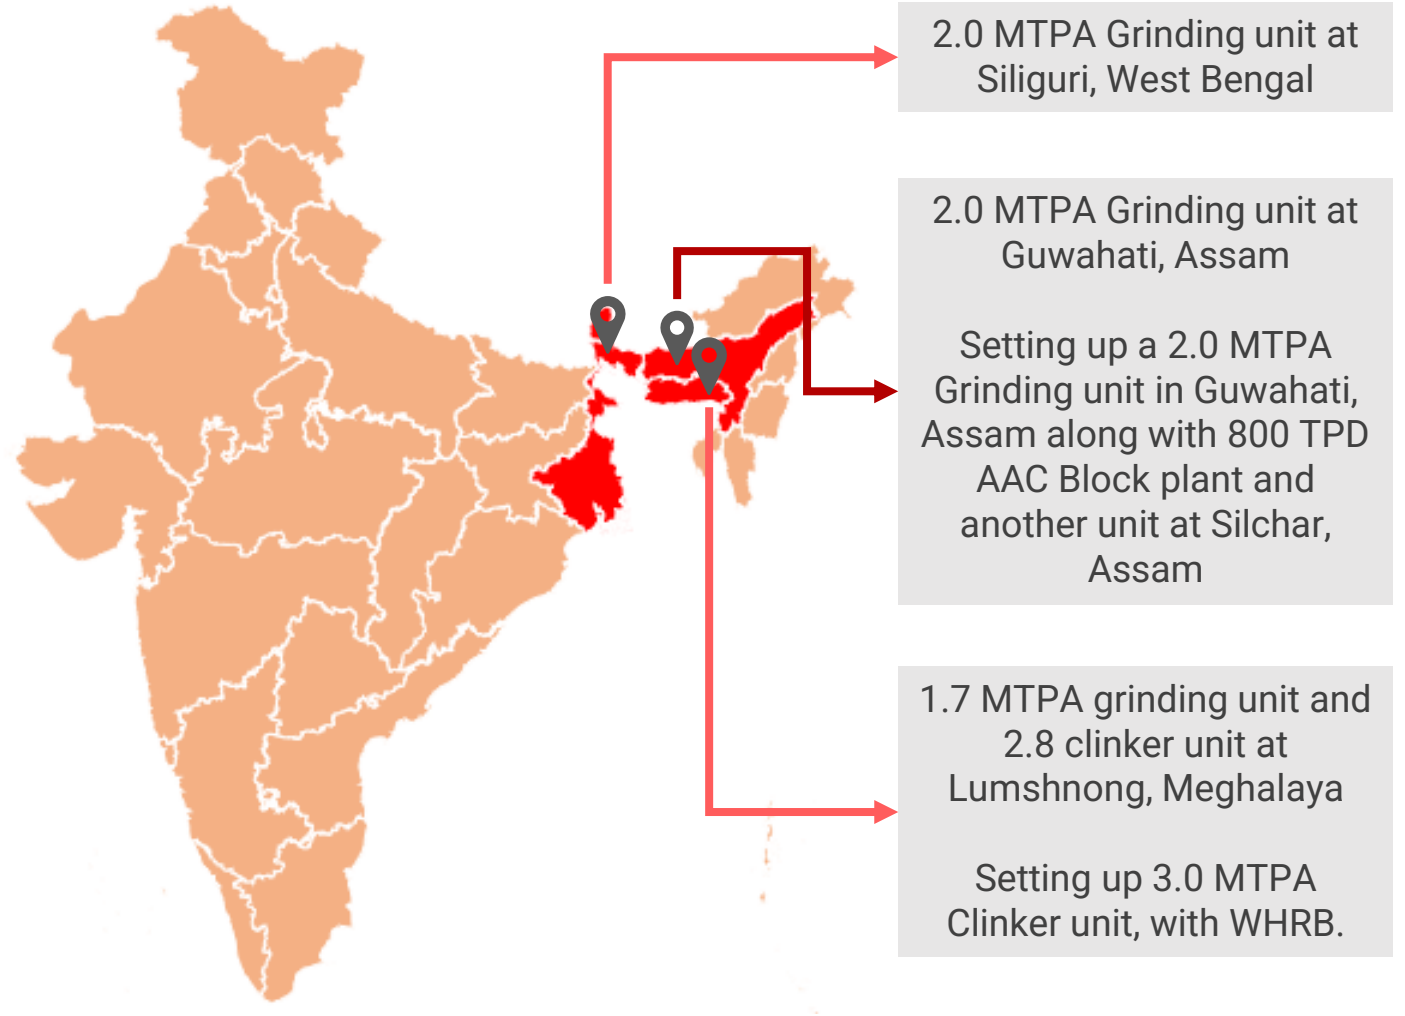 2.0 MTPA Grinding unit at
Siliguri, West Bengal
2.0 MTPA Grinding unit at
Guwahati, Assam
Setting up a 2.0 MTPA
Grinding unit in Guwahati,
Assam along with 800 TPD
AAC Block plant and
another unit at Silchar,
Assam
1.7 MTPA grinding unit and
2.8 clinker unit at
Lumshnong, Meghalaya
Setting up 3.0 MTPA
Clinker unit, with WHRB.